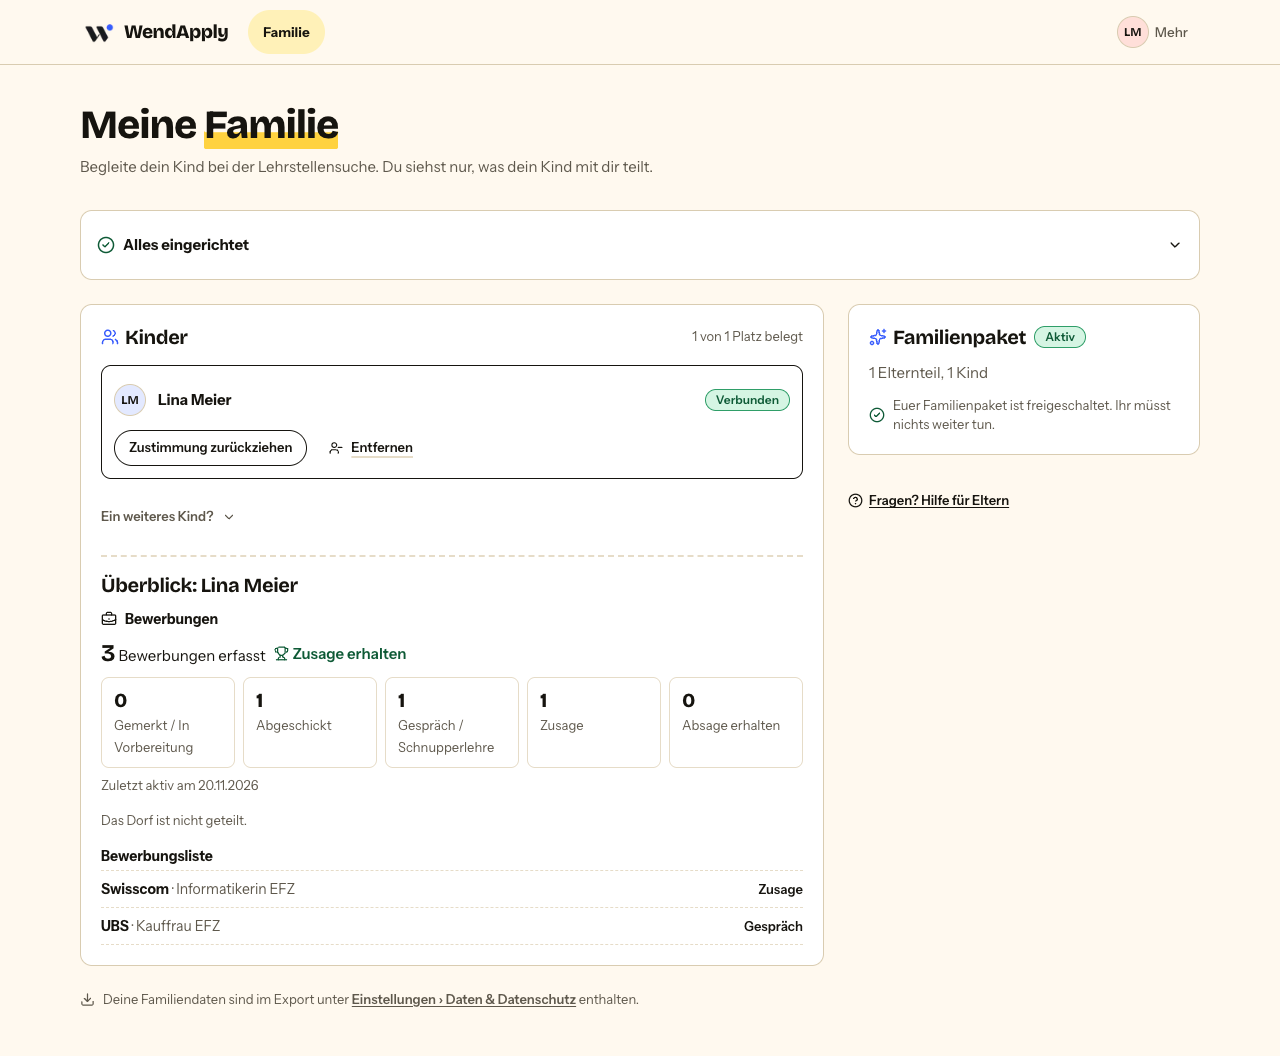 WendApply
Familie
LM
Mehr
Meine Familie
Begleite dein Kind bei der Lehrstellensuche. Du siehst nur, was dein Kind mit dir teilt.
Alles eingerichtet
Kinder
1 von 1 Platz belegt
LM
Lina Meier
Verbunden
Zustimmung zurückziehen
Entfernen
Ein weiteres Kind?
Überblick: Lina Meier
Bewerbungen
3 Bewerbungen erfasst
Zusage erhalten
0
Gemerkt / In
Vorbereitung
1
Abgeschickt
1
Gespräch /
Schnupperlehre
1
Zusage
0
Absage erhalten
Zuletzt aktiv am 20.11.2026
Das Dorf ist nicht geteilt.
Bewerbungsliste
Swisscom · Informatikerin EFZ
Zusage
UBS · Kauffrau EFZ
Gespräch
Familienpaket
Aktiv
1 Elternteil, 1 Kind
Euer Familienpaket ist freigeschaltet. Ihr müsst
nichts weiter tun.
Fragen? Hilfe für Eltern
Deine Familiendaten sind im Export unter Einstellungen › Daten & Datenschutz enthalten.